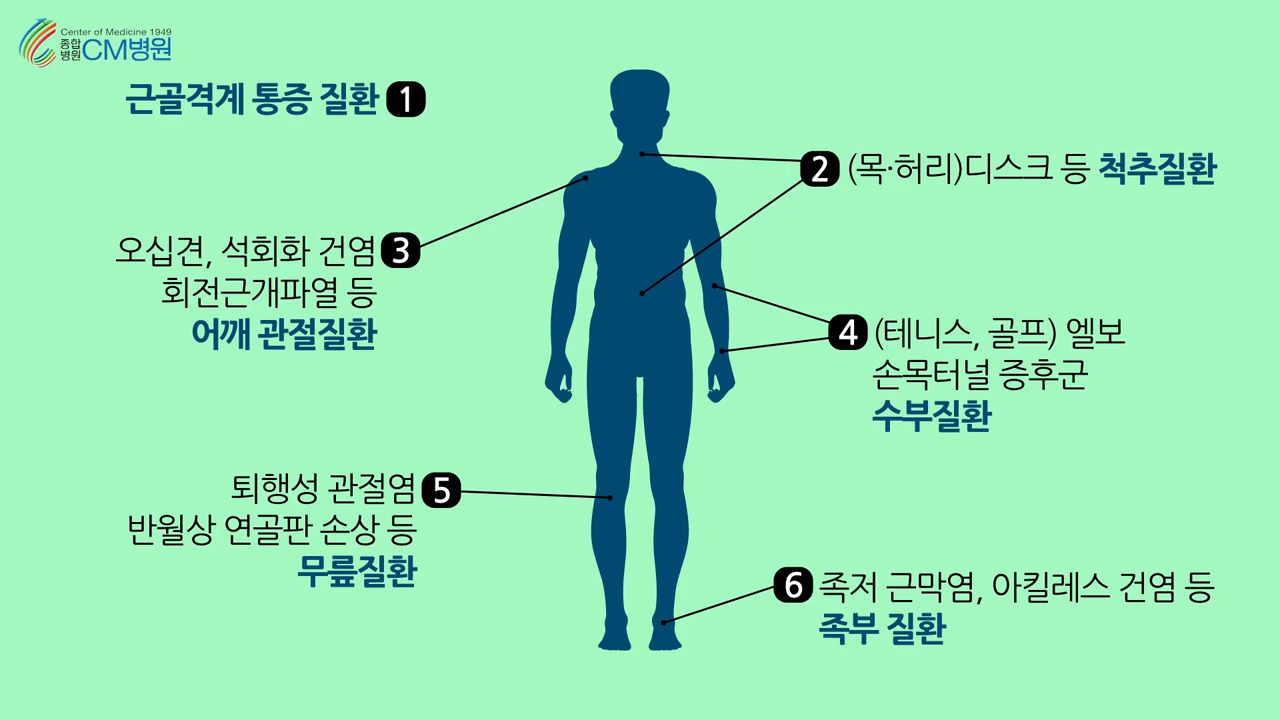 Center of Medicine 1949
종합병원 CM병원
근골격계 통증 질환 1
2 (목·허리)디스크 등 척추질환
3 오십견, 석회화 건염
회전근개파열 등
어깨 관절질환
4 (테니스, 골프) 엘보
손목터널 증후군
수부질환
5 퇴행성 관절염
반월상 연골판 손상 등
무릎질환
6 족저 근막염, 아킬레스 건염 등
족부 질환